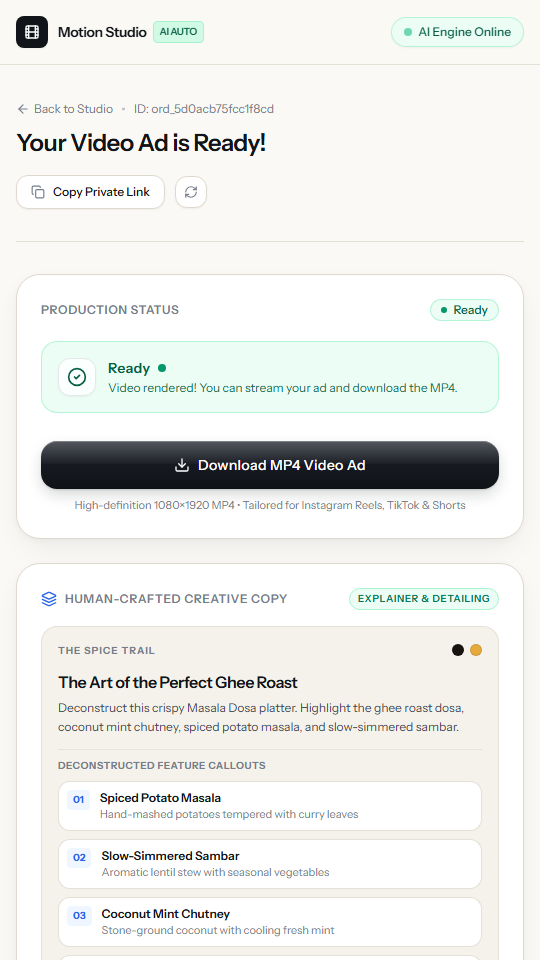 Motion Studio AI AUTO AI Engine Online
Back to Studio • ID: ord_5d0acb75fcc1f8cd
Your Video Ad is Ready!
Copy Private Link
PRODUCTION STATUS Ready
Ready
Video rendered! You can stream your ad and download the MP4.
Download MP4 Video Ad
High-definition 1080×1920 MP4 • Tailored for Instagram Reels, TikTok & Shorts
HUMAN-CRAFTED CREATIVE COPY EXPLAINER & DETAILING
THE SPICE TRAIL
The Art of the Perfect Ghee Roast
Deconstruct this crispy Masala Dosa platter. Highlight the ghee roast dosa,
coconut mint chutney, spiced potato masala, and slow-simmered sambar.
DECONSTRUCTED FEATURE CALLOUTS
01 Spiced Potato Masala
Hand-mashed potatoes tempered with curry leaves
02 Slow-Simmered Sambar
Aromatic lentil stew with seasonal vegetables
03 Coconut Mint Chutney
Stone-ground coconut with cooling fresh mint